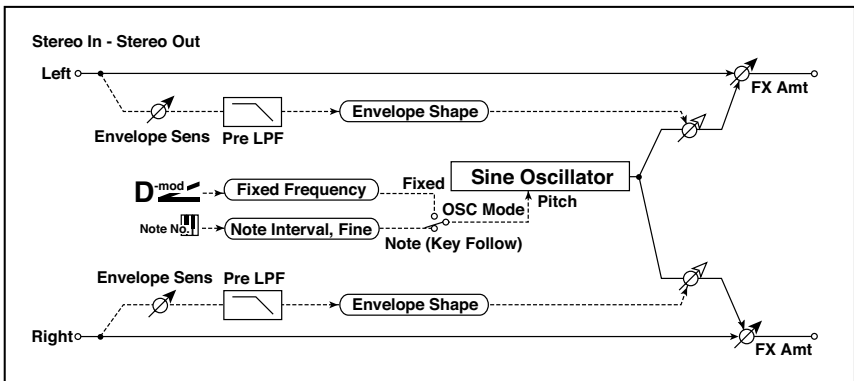 Stereo In - Stereo Out
Left
FX Amt
Envelope Shape
Envelope Sens
Pre LPF
D-mod
Fixed Frequency
Fixed
Sine Oscillator
OSC Mode
Pitch
Note No.
Note Interval, Fine
Note (Key Follow)
Envelope Sens
Pre LPF
Envelope Shape
Right
FX Amt